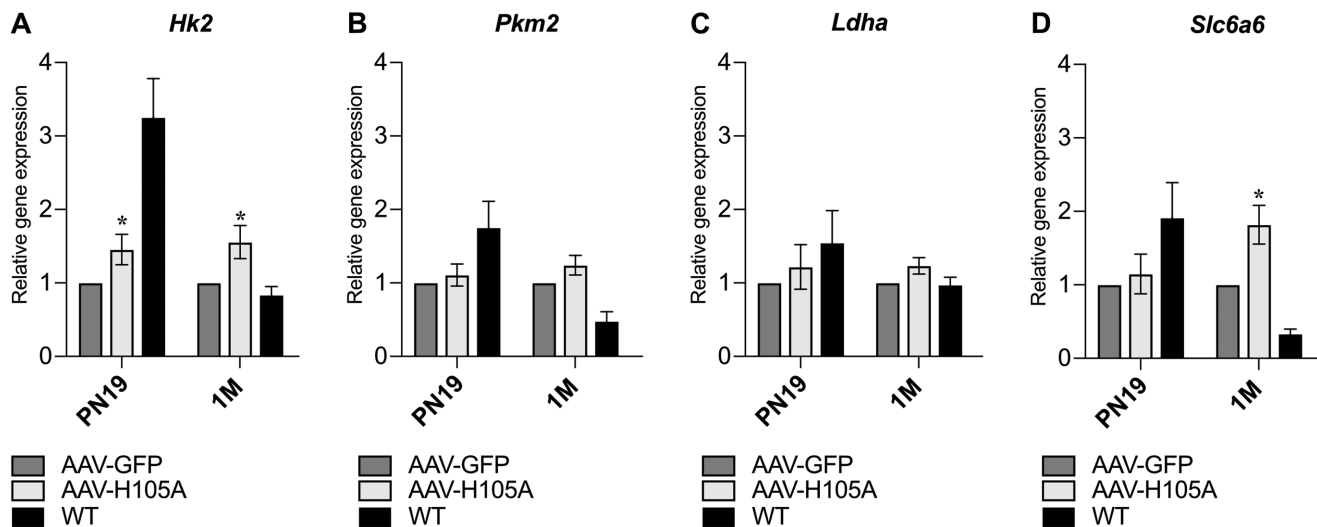 A Hk2
Relative gene expression
4
3
2
1
0
*
*
PN19 1M
AAV-GFP
AAV-H105A
WT
B Pkm2
Relative gene expression
4
3
2
1
0
PN19 1M
AAV-GFP
AAV-H105A
WT
C Ldha
Relative gene expression
4
3
2
1
0
PN19 1M
AAV-GFP
AAV-H105A
WT
D Slc6a6
Relative gene expression
4
3
2
1
0
*
PN19 1M
AAV-GFP
AAV-H105A
WT